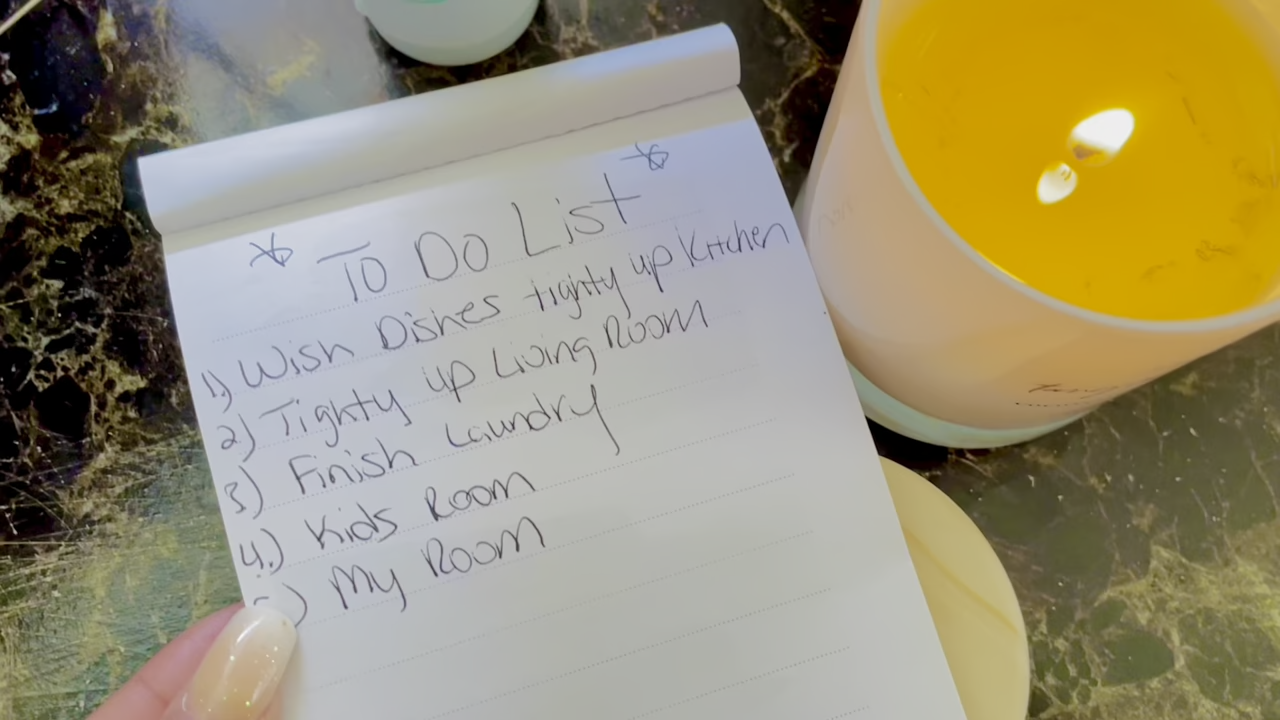 To Do List
1) Wish Dishes tighty up Kitchen
2) Tighty up Living Room
3) Finish Laundry
4.) Kids Room
5) My Room